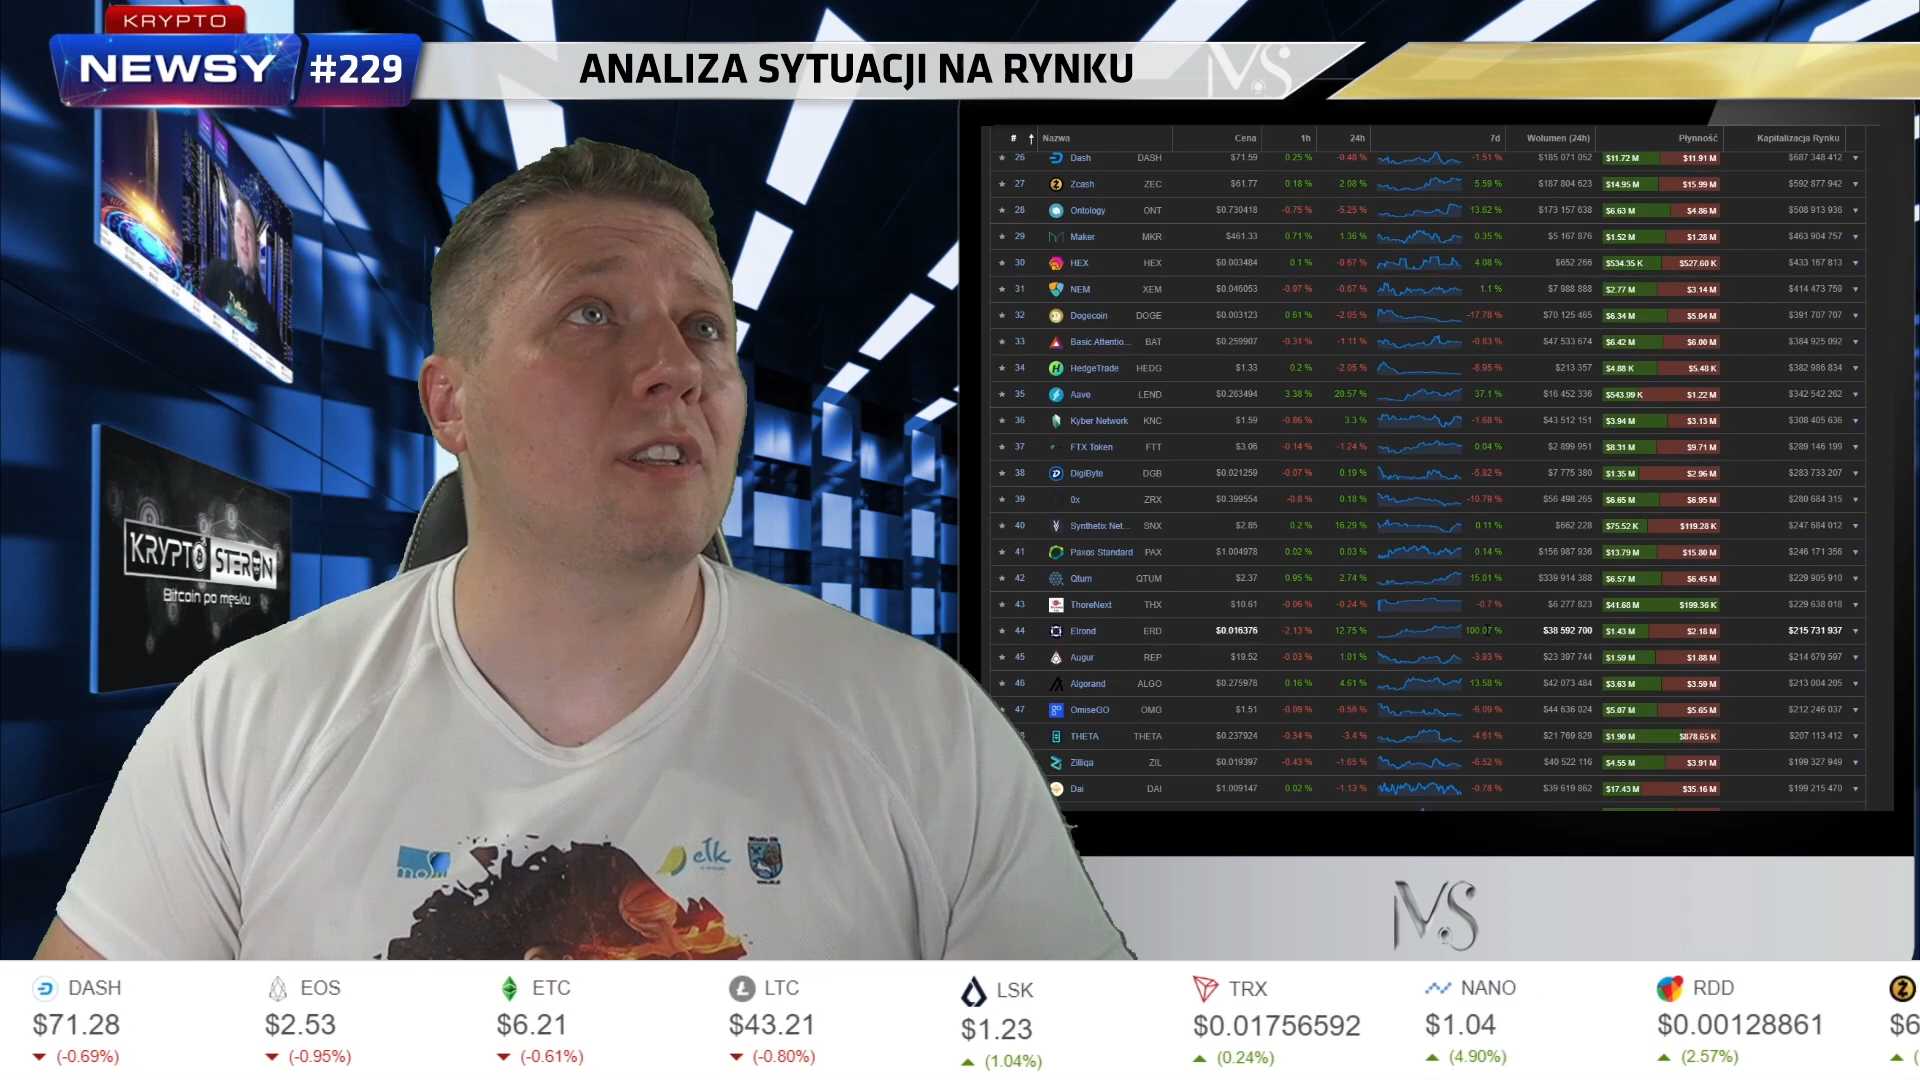 KRYPTO
NEWSY #229
ANALIZA SYTUACJI NA RYNKU
MS
# Nazwa Cena 1h 24h 7d Wolumen (24h) Płynność Kapitalizacja Rynku
26 Dash DASH $71.59 0.25 % -0.48 % -1.51 % $185 071 052 $11.72 M $11.91 M $687 348 412
27 Zcash ZEC $61.77 0.18 % 2.08 % 5.59 % $187 804 623 $14.95 M $15.99 M $592 877 942
28 Ontology ONT $0.730418 -0.75 % -5.25 % 13.62 % $173 157 638 $6.63 M $4.86 M $508 913 936
29 Maker MKR $461.33 0.71 % 1.36 % 0.35 % $5 167 876 $1.52 M $1.28 M $463 904 757
30 HEX HEX $0.003484 0.1 % -0.67 % 4.08 % $652 266 $534.35 K $527.60 K $433 167 813
31 NEM XEM $0.046053 -0.97 % -0.67 % 1.1 % $7 988 888 $2.77 M $3.14 M $414 473 759
32 Dogecoin DOGE $0.003123 0.61 % -2.05 % -17.78 % $70 125 465 $6.34 M $5.04 M $391 707 707
33 Basic Attentio... BAT $0.259907 -0.31 % -1.11 % -0.83 % $47 533 674 $6.42 M $6.00 M $384 925 092
34 HedgeTrade HEDG $1.33 0.2 % -2.05 % -8.95 % $213 357 $4.88 K $5.48 K $382 986 834
35 Aave LEND $0.263494 3.38 % 20.57 % 37.1 % $16 452 336 $543.99 K $1.22 M $342 542 262
36 Kyber Network KNC $1.59 -0.86 % 3.3 % -1.68 % $43 512 151 $3.94 M $3.13 M $308 405 636
37 FTX Token FTT $3.06 -0.14 % -1.24 % 0.04 % $2 899 951 $8.31 M $9.71 M $289 146 199
38 DigiByte DGB $0.021259 -0.07 % 0.19 % -5.82 % $7 775 380 $1.35 M $2.96 M $283 733 207
39 0x ZRX $0.399554 -0.8 % 0.18 % -10.79 % $56 498 265 $6.65 M $6.95 M $280 684 315
40 Synthetix Net... SNX $2.85 0.2 % 16.29 % 0.11 % $662 228 $75.52 K $119.28 K $247 684 012
41 Paxos Standard PAX $1.004978 0.02 % 0.03 % 0.14 % $156 987 936 $13.79 M $15.80 M $246 171 356
42 Qtum QTUM $2.37 0.95 % 2.74 % 15.01 % $339 914 388 $6.57 M $6.45 M $229 905 910
43 ThoreNext THX $10.61 -0.06 % -0.24 % -0.7 % $6 277 823 $41.68 M $199.36 K $229 638 018
44 Elrond ERD $0.016376 -2.13 % 12.75 % 100.07 % $38 592 700 $1.43 M $2.18 M $215 731 937
45 Augur REP $19.52 -0.03 % 1.01 % -3.93 % $23 397 744 $1.59 M $1.88 M $214 679 597
46 Algorand ALGO $0.275978 0.16 % 4.61 % 13.58 % $42 073 484 $3.63 M $3.59 M $213 004 205
47 OmiseGO OMG $1.51 -0.09 % -0.56 % -6.09 % $44 636 024 $5.07 M $5.65 M $212 246 037
THETA THETA $0.237924 -0.34 % -3.4 % -4.61 % $21 769 829 $1.90 M $878.65 K $207 113 412
Zilliqa ZIL $0.019397 -0.43 % -1.65 % -6.52 % $40 522 116 $4.55 M $3.91 M $199 327 949
Dai DAI $1.009147 0.02 % -1.13 % -0.78 % $39 619 862 $17.43 M $35.16 M $199 215 470
KRYPTO STERON
Bitcoin po męsku
mosir
ełk
MS
DASH EOS ETC LTC LSK TRX NANO RDD
$71.28 $2.53 $6.21 $43.21 $1.23 $0.01756592 $1.04 $0.00128861 $6
(-0.69%) (-0.95%) (-0.61%) (-0.80%) (1.04%) (0.24%) (4.90%) (2.57%) (